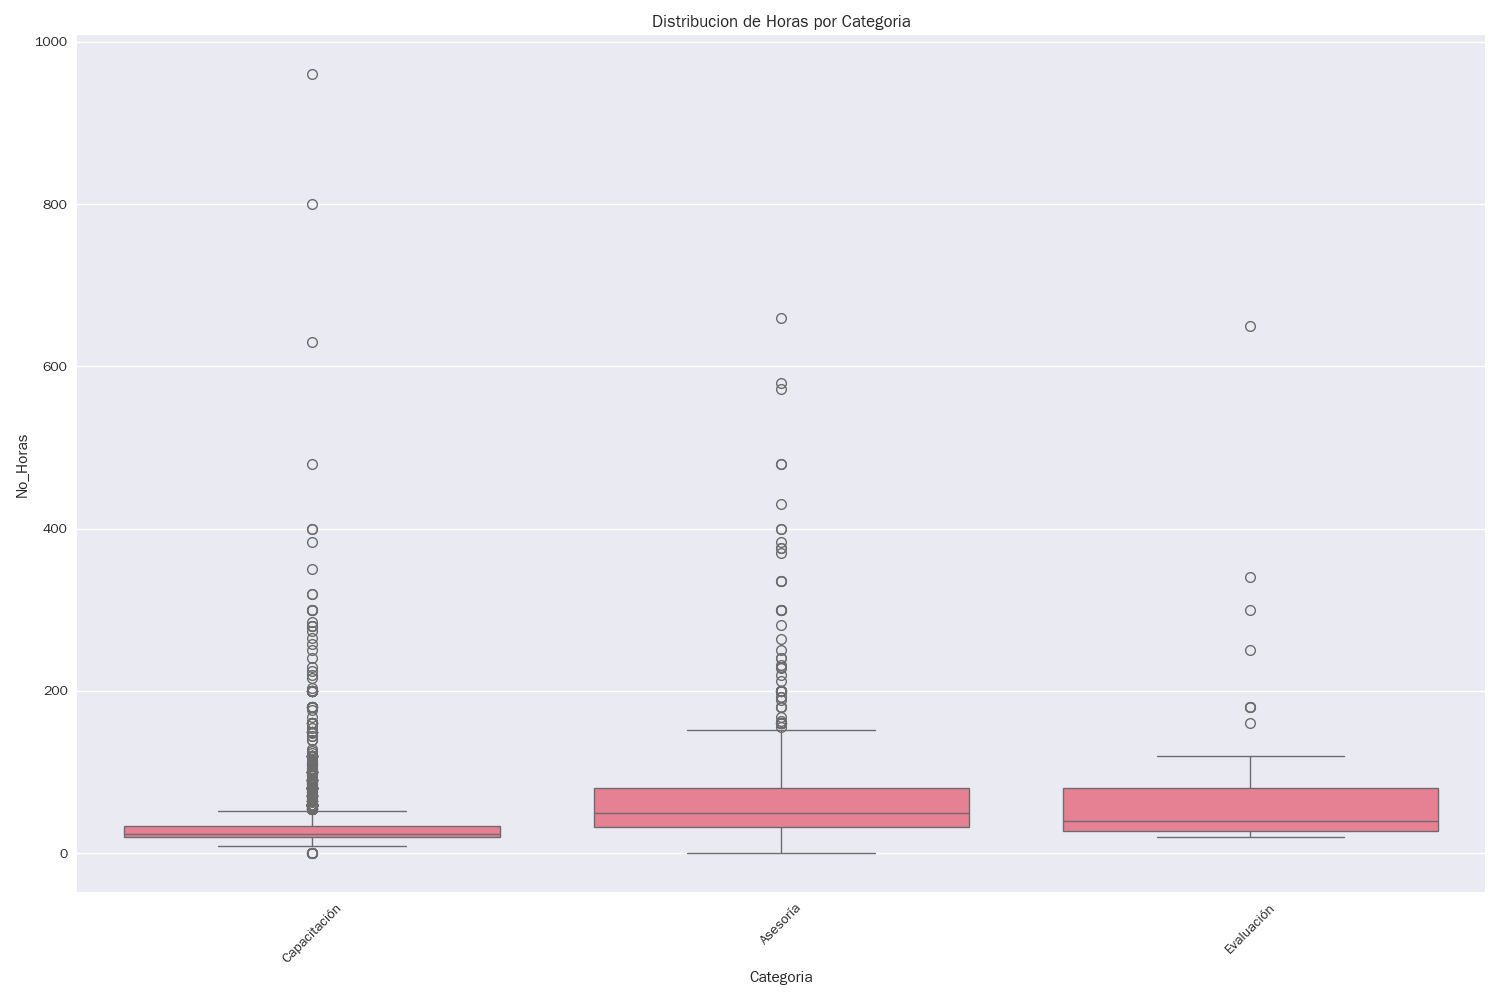 Distribucion de Horas por Categoria
1000
800
600
400
200
0
No_Horas
Capacitación
Asesoría
Evaluación
Categoria